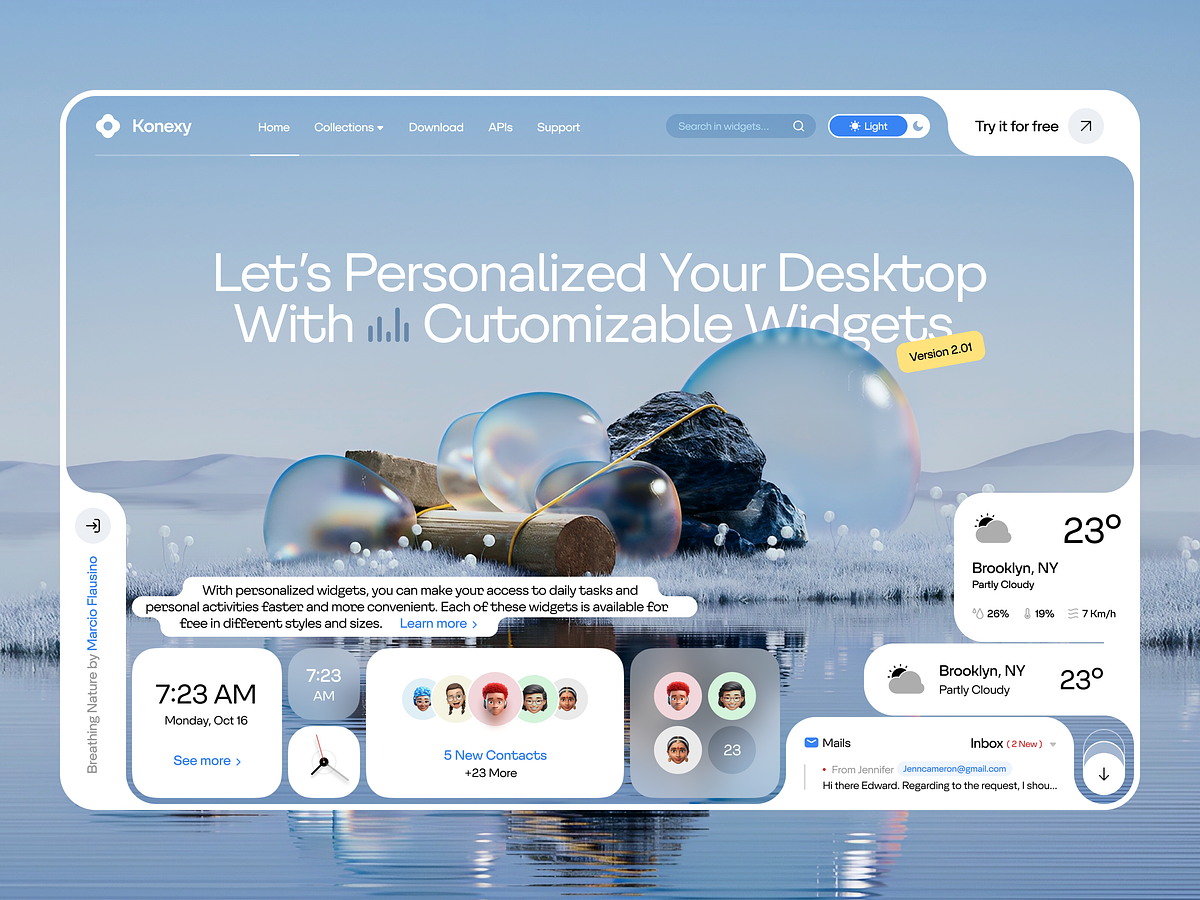 Konexy
Home
Collections
Download
APIs
Support
Search in widgets...
Light
Try it for free
Let's Personalized Your Desktop
With Cutomizable Widgets
Version 2.01
Breathing Nature by Marcio Flausino
With personalized widgets, you can make your access to daily tasks and
personal activities faster and more convenient. Each of these widgets is available for
free in different styles and sizes. Learn more >
7:23 AM
Monday, Oct 16
See more >
7:23
AM
5 New Contacts
+23 More
23
23°
Brooklyn, NY
Partly Cloudy
26% 19% 7 Km/h
Brooklyn, NY
Partly Cloudy
23°
Mails
Inbox ( 2 New )
• From Jennifer Jenncameron@gmail.com
Hi there Edward. Regarding to the request, I shou...